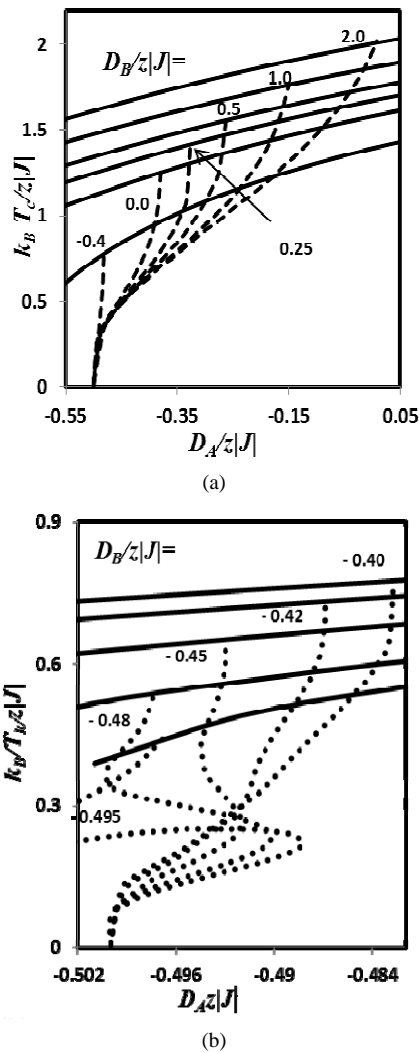 D_B/z|J|=
2.0
1.0
0.5
0.0
0.25
-0.4
2
1.5
1
0.5
0
k_B T_c/z|J|
-0.55 -0.35 -0.15 0.05
D_A/z|J|
(a)
D_B/z|J|=
- 0.40
- 0.42
- 0.45
- 0.48
-0.495
0.9
0.6
0.3
0
k_B/T_k/z|J|
-0.502 -0.496 -0.49 -0.484
D_A z|J|
(b)